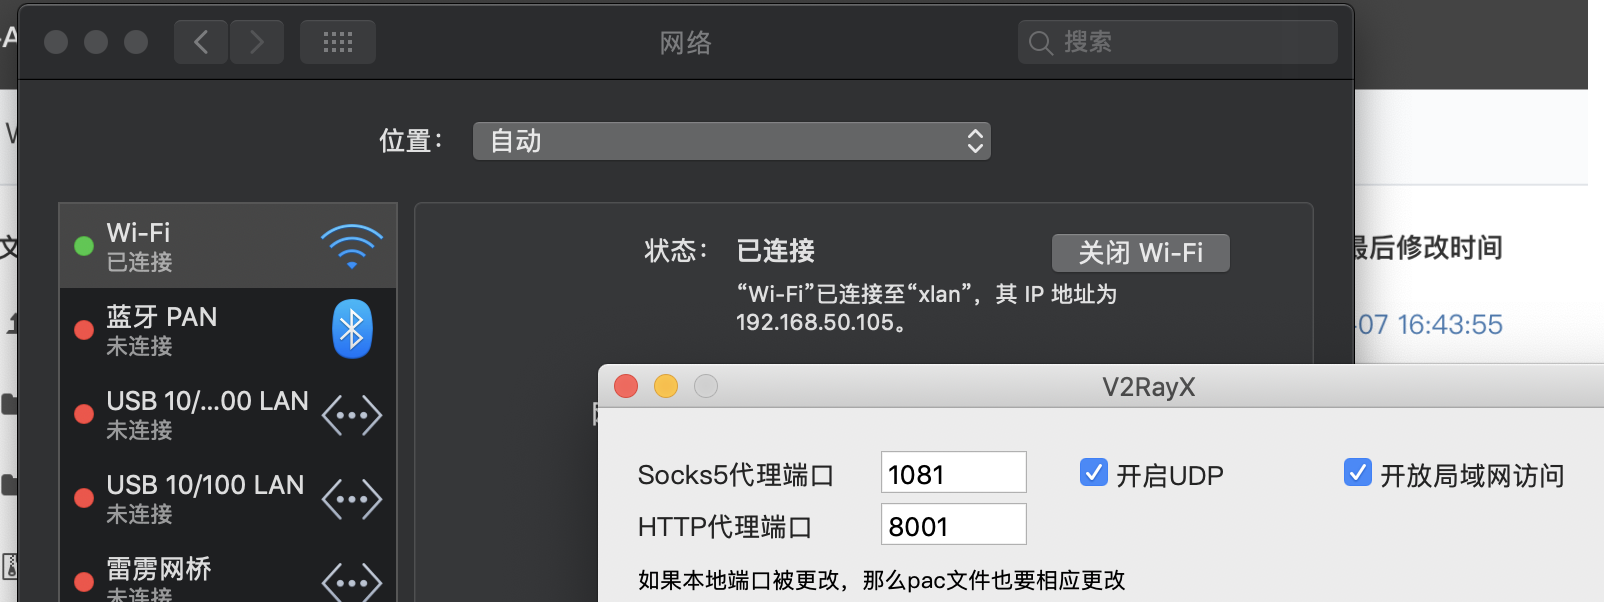 网络
搜索
位置：
自动
Wi-Fi
已连接
蓝牙 PAN
未连接
USB 10/...00 LAN
未连接
USB 10/100 LAN
未连接
雷雳网桥
未连接
状态：
已连接
关闭 Wi-Fi
“Wi-Fi”已连接至“xlan”，其 IP 地址为
192.168.50.105。
最后修改时间
-07 16:43:55
V2RayX
Socks5代理端口
1081
开启UDP
开放局域网访问
HTTP代理端口
8001
如果本地端口被更改，那么pac文件也要相应更改